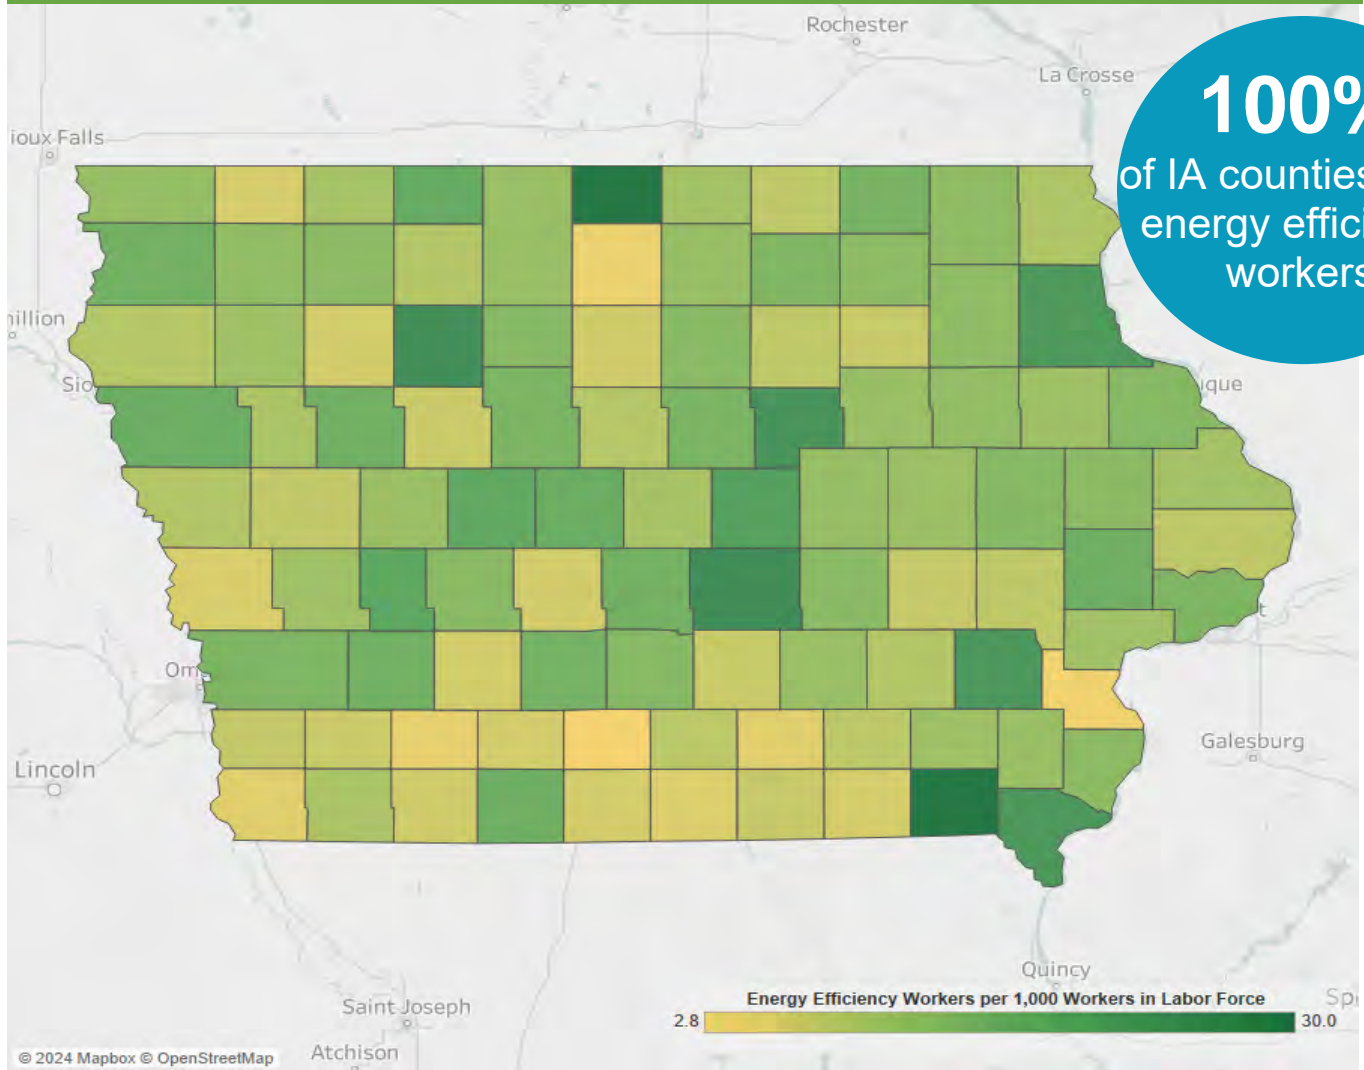 Rochester
La Crosse
100%
of IA counties
energy effici
workers
ioux Falls
illion
Sio
que
Om
t
Lincoln
Galesburg
Quincy
Energy Efficiency Workers per 1,000 Workers in Labor Force
2.8
30.0
Sp
Saint Joseph
Atchison
© 2024 Mapbox © OpenStreetMap